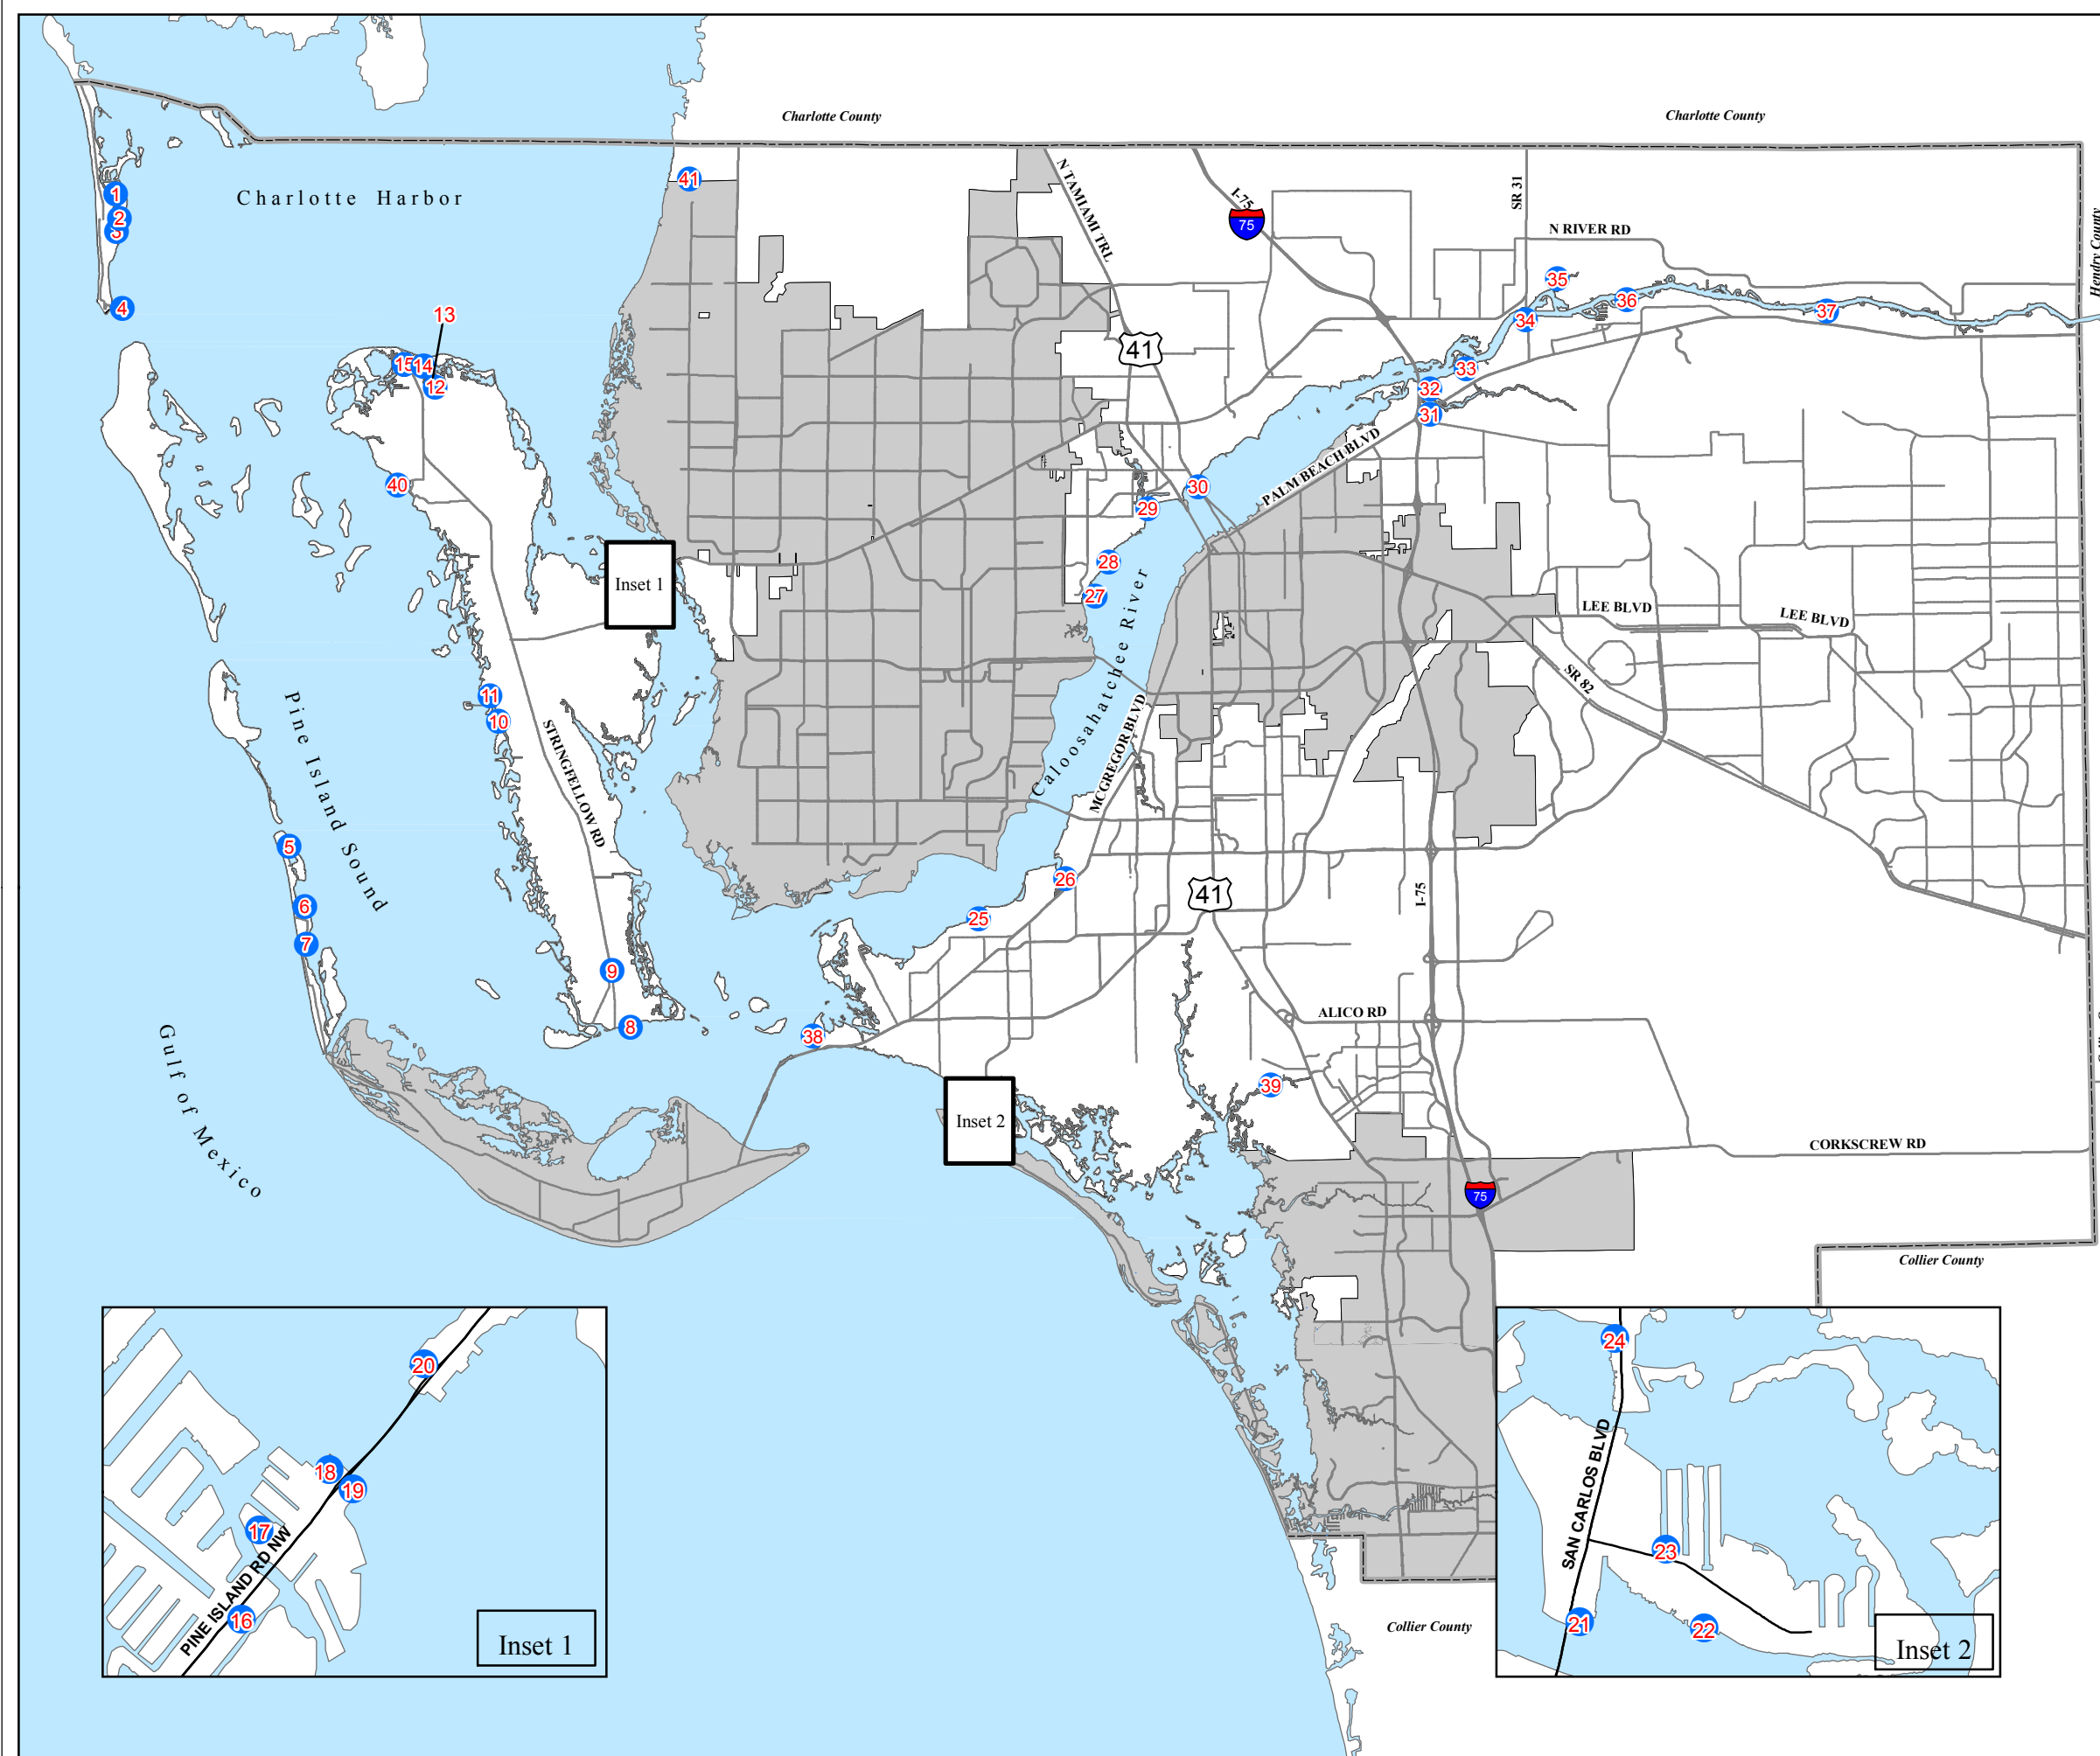 Charlotte County
Charlotte County
41
Charlotte Harbor
1
2
3
4
N TAMIAMI TRL
I-75
75
SR 31
N RIVER RD
Hendry County
35
36
37
34
33
32
31
13
15
14
12
41
40
30
29
28
27
PALM BEACH BLVD
Inset 1
Caloosahatchee River
LEE BLVD
LEE BLVD
SR 82
11
10
Pine Island Sound
STRINGFELLOW RD
MCGREGOR BLVD
5
6
7
26
25
41
I-75
9
8
38
ALICO RD
39
Gulf of Mexico
Inset 2
CORKSCREW RD
75
Collier County
20
18
19
17
PINE ISLAND RD NW
16
Inset 1
24
SAN CARLOS BLVD
23
21
22
Inset 2
Collier County